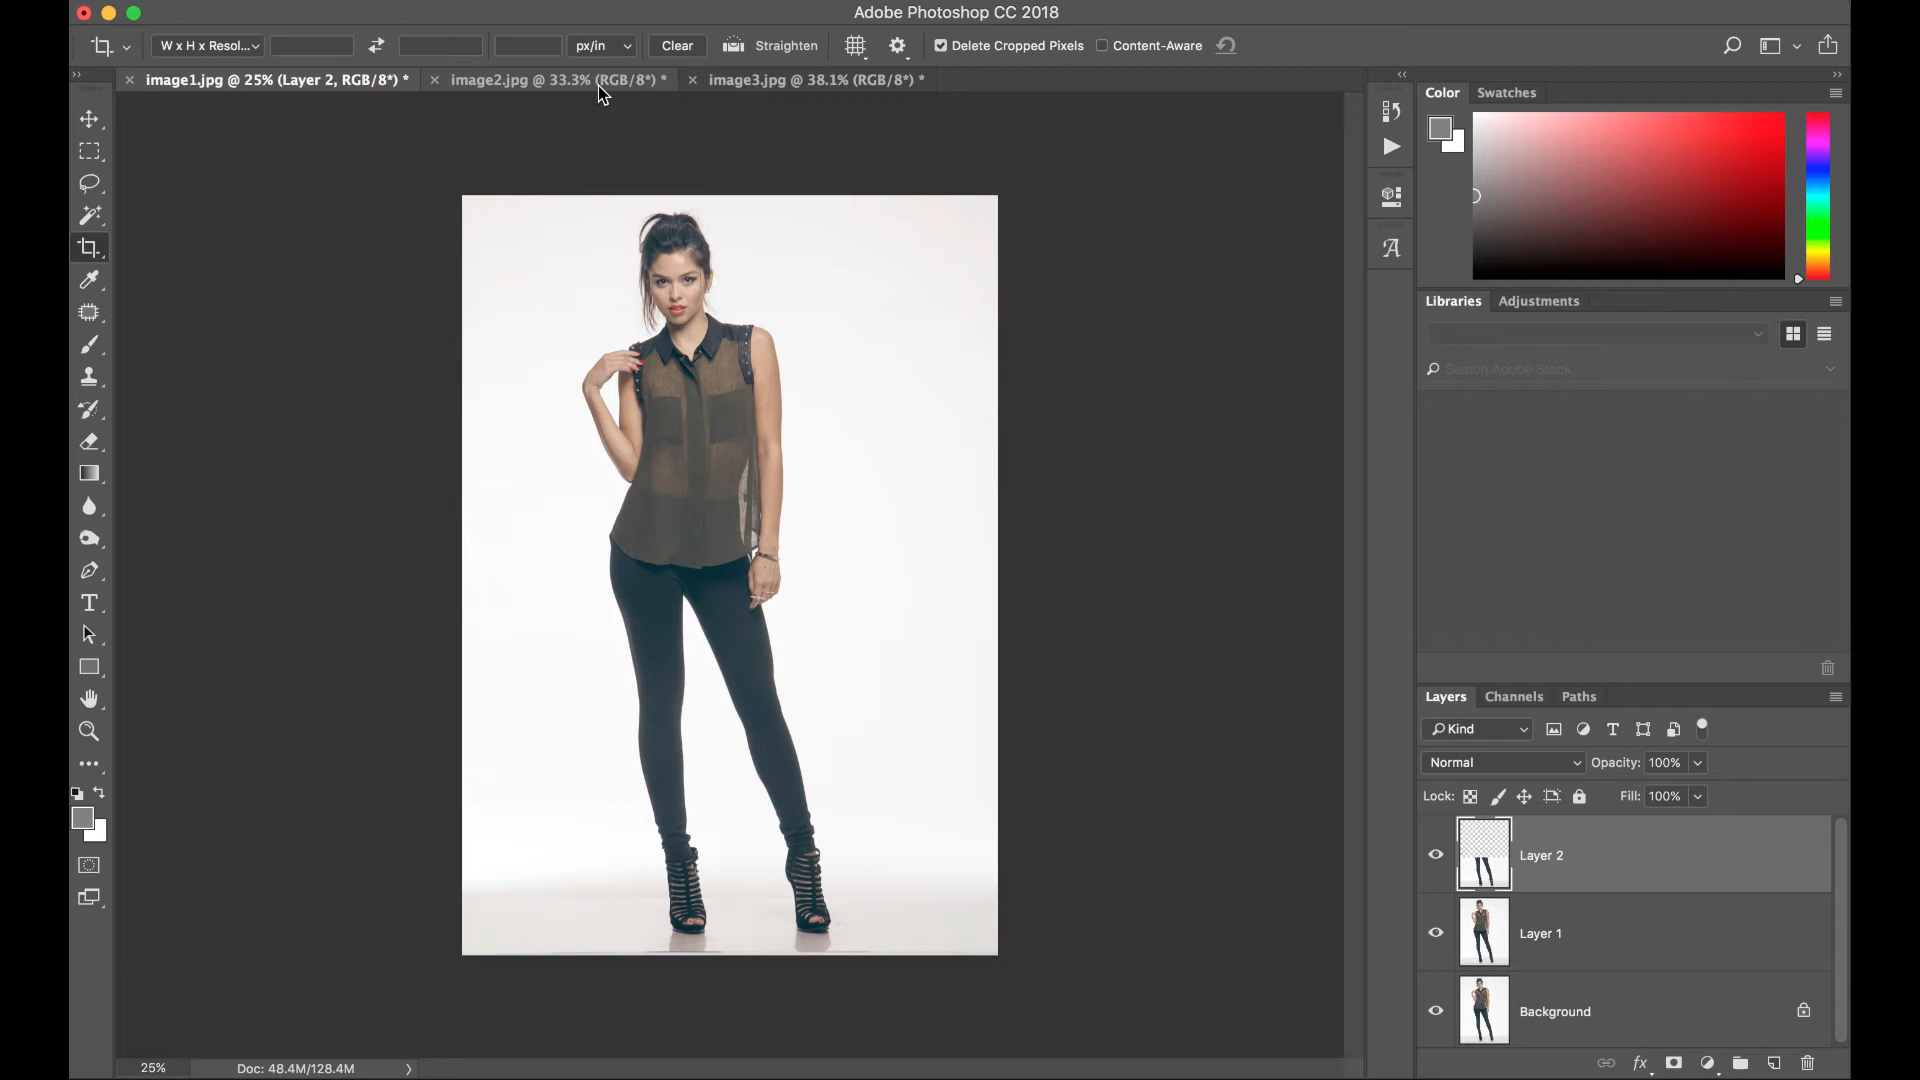 Adobe Photoshop CC 2018
W x H x Resol... px/in Clear Straighten Delete Cropped Pixels Content-Aware
image1.jpg @ 25% (Layer 2, RGB/8*) * image2.jpg @ 33.3% (RGB/8*) * image3.jpg @ 38.1% (RGB/8*) *
Color Swatches
Libraries Adjustments
Search Adobe Stock
Layers Channels Paths
Kind
Normal Opacity: 100%
Lock: Fill: 100%
Layer 2
Layer 1
Background
25% Doc: 48.4M/128.4M